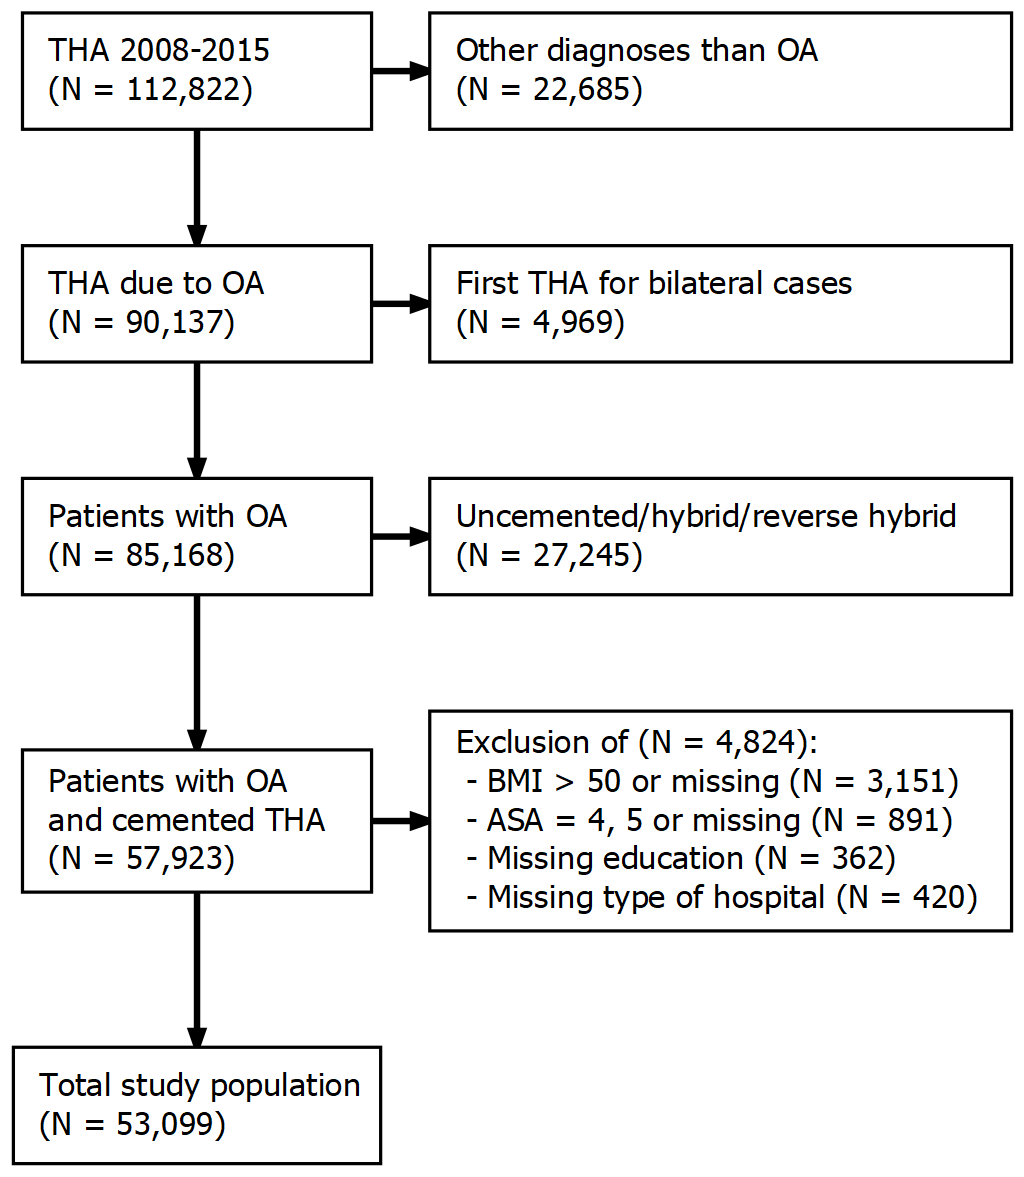 THA 2008-2015
(N = 112,822)
Other diagnoses than OA
(N = 22,685)
THA due to OA
(N = 90,137)
First THA for bilateral cases
(N = 4,969)
Patients with OA
(N = 85,168)
Uncemented/hybrid/reverse hybrid
(N = 27,245)
Patients with OA
and cemented THA
(N = 57,923)
Exclusion of (N = 4,824):
- BMI > 50 or missing (N = 3,151)
- ASA = 4, 5 or missing (N = 891)
- Missing education (N = 362)
- Missing type of hospital (N = 420)
Total study population
(N = 53,099)